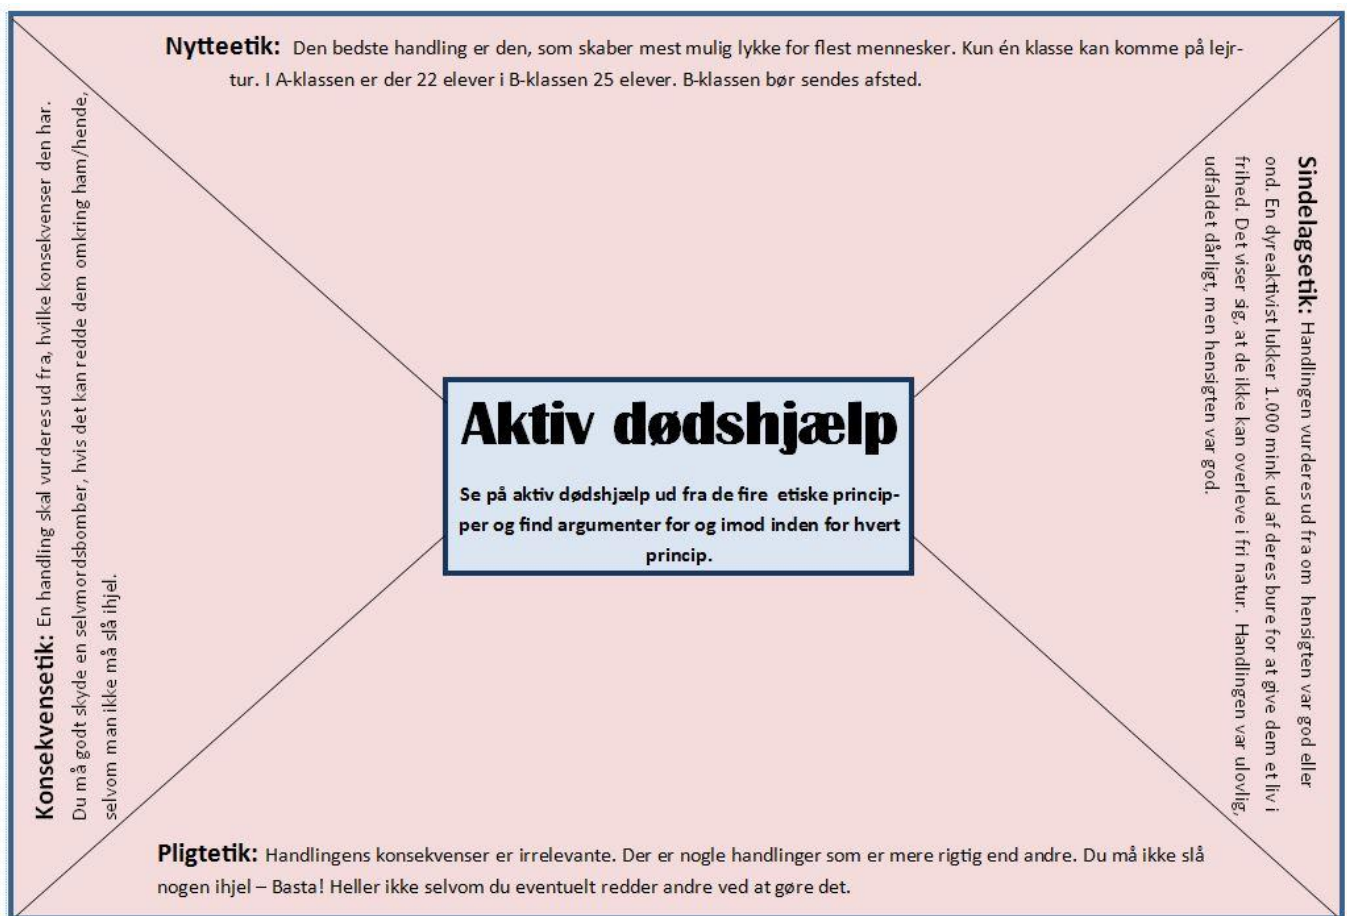 Nytteetik: Den bedste handling er den, som skaber mest mulig lykke for flest mennesker. Kun én klasse kan komme på lejr-
tur. I A-klassen er der 22 elever i B-klassen 25 elever. B-klassen bør sendes afsted.
Konsekvensetik: En handling skal vurderes ud fra, hvilke konsekvenser den har.
Du må godt skyde en selvmordsbomber, hvis det kan redde dem omkring ham/hende,
selvom man ikke må slå ihjel.
Aktiv dødshjælp
Se på aktiv dødshjælp ud fra de fire etiske princip-
per og find argumenter for og imod inden for hvert
princip.
Sindelagsetik: Handlingen vurderes ud fra om hensigten var god eller
ond. En dyreaktivist lukker 1.000 mink ud af deres bure for at give dem et liv i
frihed. Det viser sig, at de ikke kan overleve i fri natur. Handlingen var ulovlig,
udfaldet dårligt, men hensigten var god.
Pligtetik: Handlingens konsekvenser er irrelevante. Der er nogle handlinger som er mere rigtig end andre. Du må ikke slå
nogen ihjel – Basta! Heller ikke selvom du eventuelt redder andre ved at gøre det.